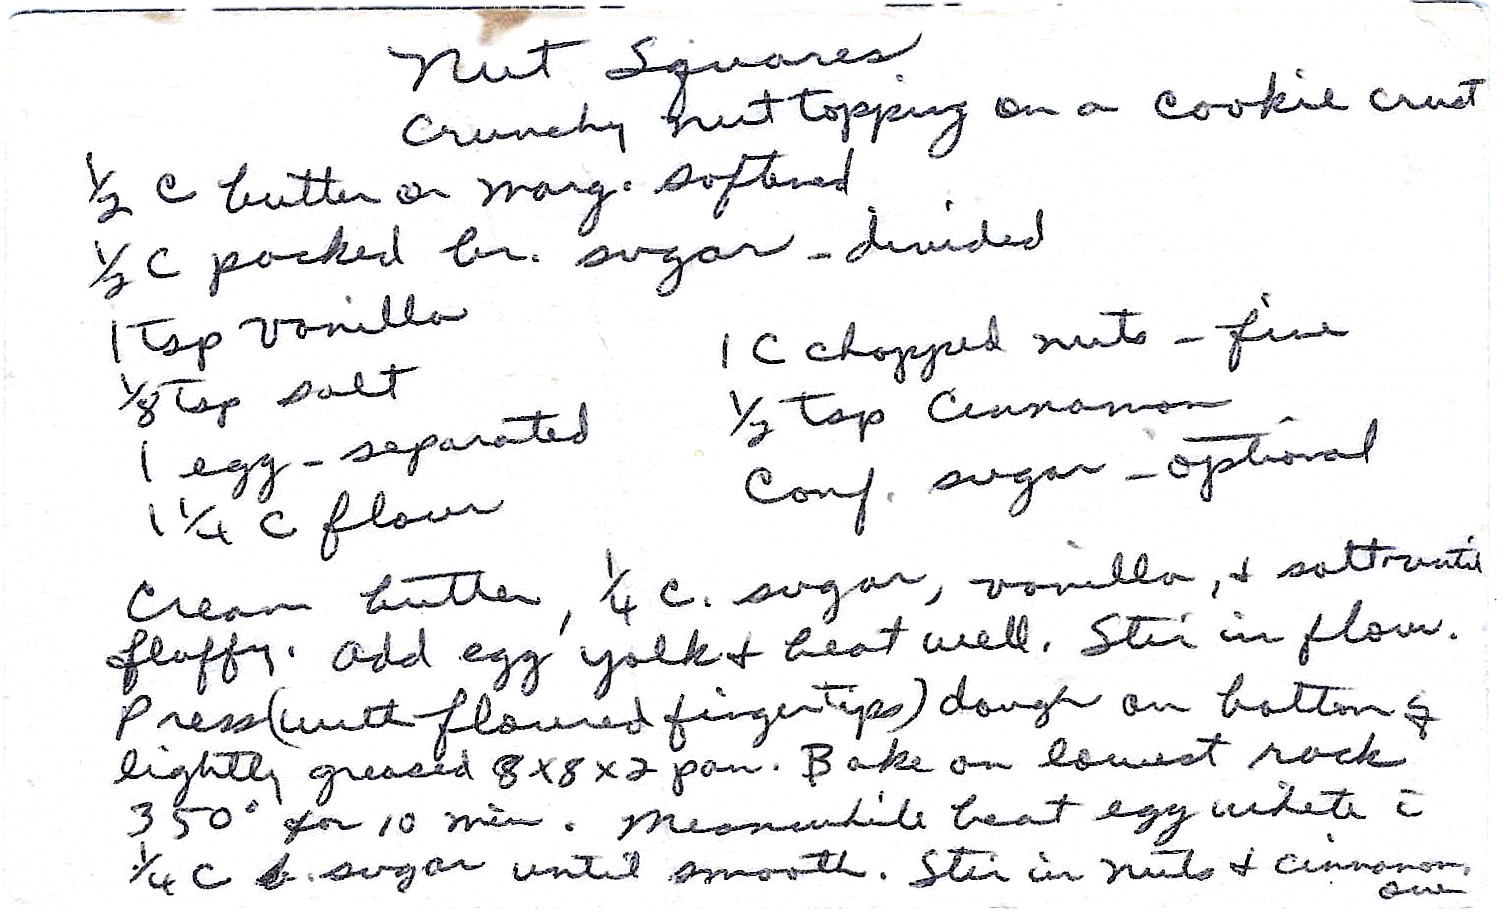 Nut Squares
Crunchy nut topping on a cookie crust
1/2 C butter or marg. softened
1/2 C packed br. sugar - divided
1 tsp vanilla
1/8 tsp salt
1 egg - separated
1 1/4 C flour
1 C chopped nuts - fine
1/2 tsp Cinnamon
Conf. sugar - optional
Cream butter, 1/4 c. sugar, vanilla, & salt until
fluffy. Add egg yolk & beat well. Stir in flour.
Press (with floured fingertips) dough on bottom of
lightly greased 8x8x2 pan. Bake on lowest rack
350° for 10 min. Meanwhile beat egg white c̄
1/4 C b. sugar until smooth. Stir in nuts & cinnamon.
over